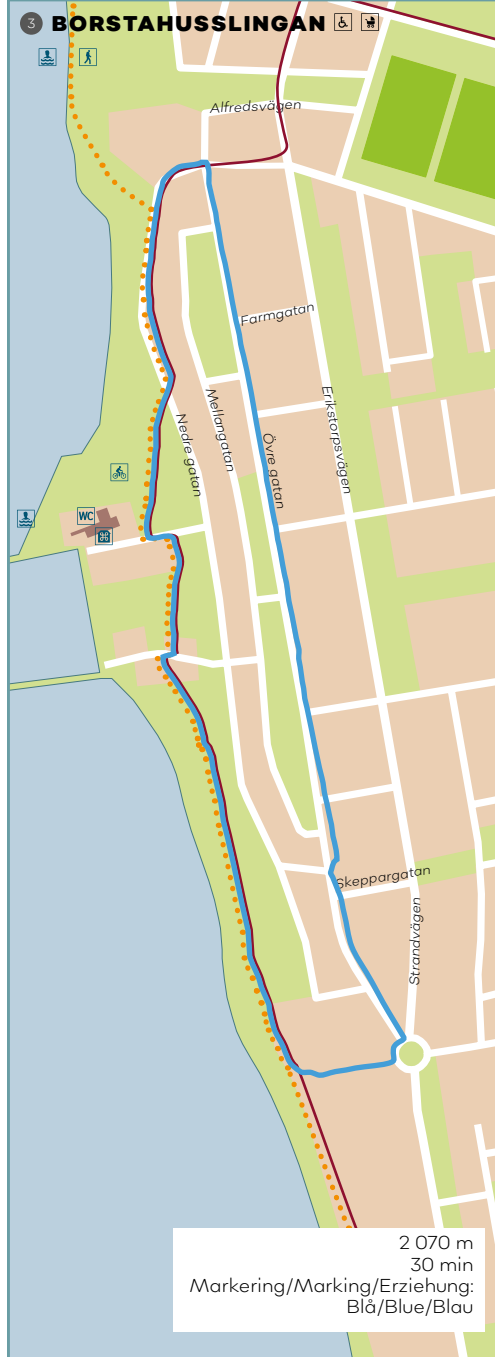 3 BORSTAHUSSLINGAN
Alfredsvägen
Farmgatan
Erikstorpsvägen
Mellangatan
Nedre gatan
Övre gatan
WC
Skeppargatan
Strandvägen
2 070 m
30 min
Markering/Marking/Erziehung:
Blå/Blue/Blau